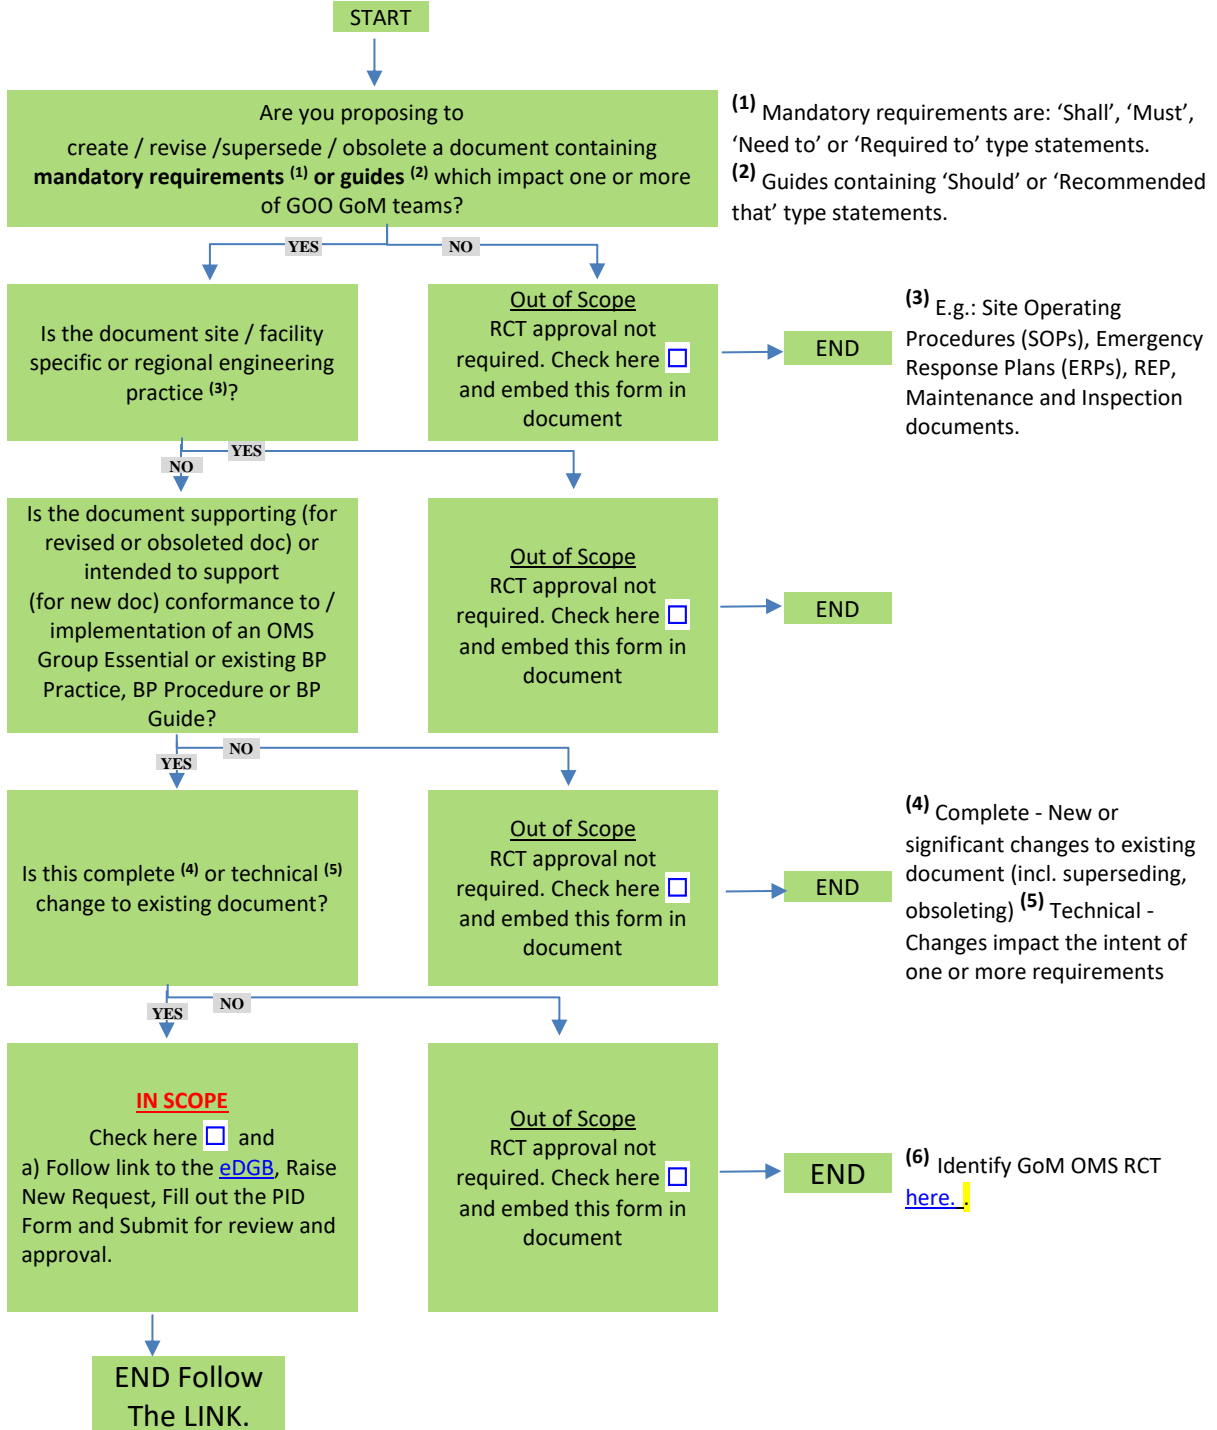 START
Are you proposing to
create / revise /supersede / obsolete a document containing
mandatory requirements (1) or guides (2) which impact one or more
of GOO GoM teams?
(1) Mandatory requirements are: ‘Shall’, ‘Must’,
‘Need to’ or ‘Required to’ type statements.
(2) Guides containing ‘Should’ or ‘Recommended
that’ type statements.
YES
NO
Is the document site / facility
specific or regional engineering
practice (3)?
Out of Scope
RCT approval not
required. Check here
and embed this form in
document
END
(3) E.g.: Site Operating
Procedures (SOPs), Emergency
Response Plans (ERPs), REP,
Maintenance and Inspection
documents.
YES
NO
Is the document supporting (for
revised or obsoleted doc) or
intended to support
(for new doc) conformance to /
implementation of an OMS
Group Essential or existing BP
Practice, BP Procedure or BP
Guide?
Out of Scope
RCT approval not
required. Check here
and embed this form in
document
END
NO
YES
Is this complete (4) or technical (5)
change to existing document?
Out of Scope
RCT approval not
required. Check here
and embed this form in
document
END
(4) Complete - New or
significant changes to existing
document (incl. superseding,
obsoleting) (5) Technical -
Changes impact the intent of
one or more requirements
NO
YES
IN SCOPE
Check here and
a) Follow link to the eDGB, Raise
New Request, Fill out the PID
Form and Submit for review and
approval.
Out of Scope
RCT approval not
required. Check here
and embed this form in
document
END
(6) Identify GoM OMS RCT
here. .
END Follow
The LINK.